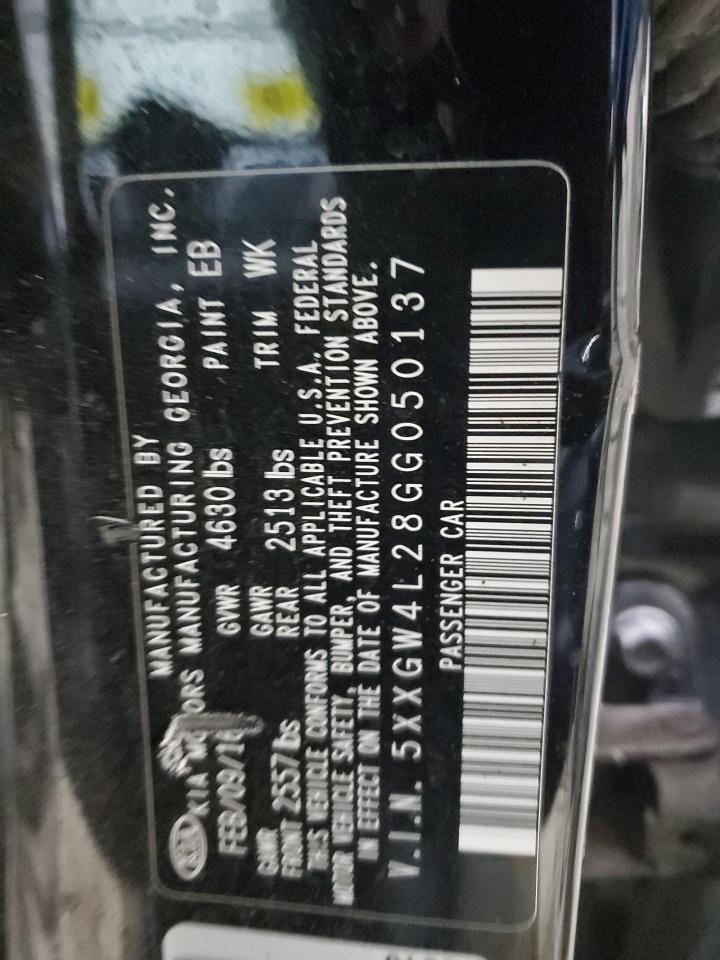 MANUFACTURED BY
KIA MOTORS MANUFACTURING GEORGIA, INC.
FEB/09/16 GVWR 4630 lbs PAINT EB
GAWR FRONT 2557 lbs GAWR REAR 2513 lbs TRIM WK
THIS VEHICLE CONFORMS TO ALL APPLICABLE U.S.A. FEDERAL
MOTOR VEHICLE SAFETY, BUMPER, AND THEFT PREVENTION STANDARDS
IN EFFECT ON THE DATE OF MANUFACTURE SHOWN ABOVE.
V.I.N. 5XXGW4L28GG050137
PASSENGER CAR